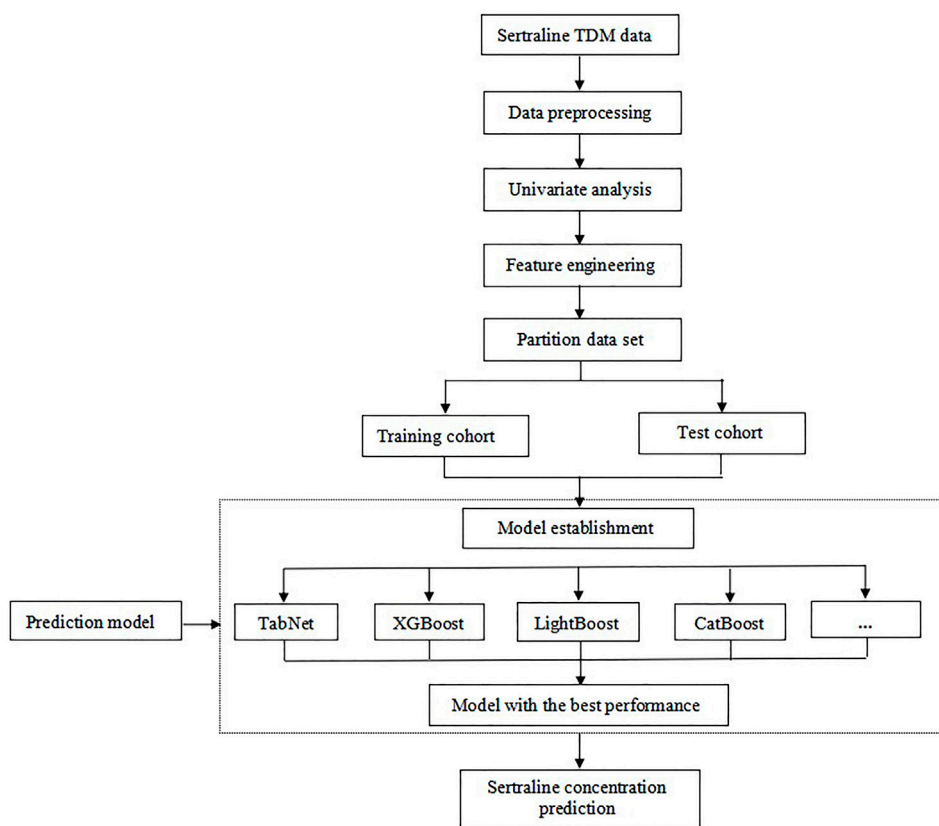 Sertraline TDM data
Data preprocessing
Univariate analysis
Feature engineering
Partition data set
Training cohort
Test cohort
Model establishment
Prediction model
TabNet
XGBoost
LightBoost
CatBoost
...
Model with the best performance
Sertraline concentration
prediction